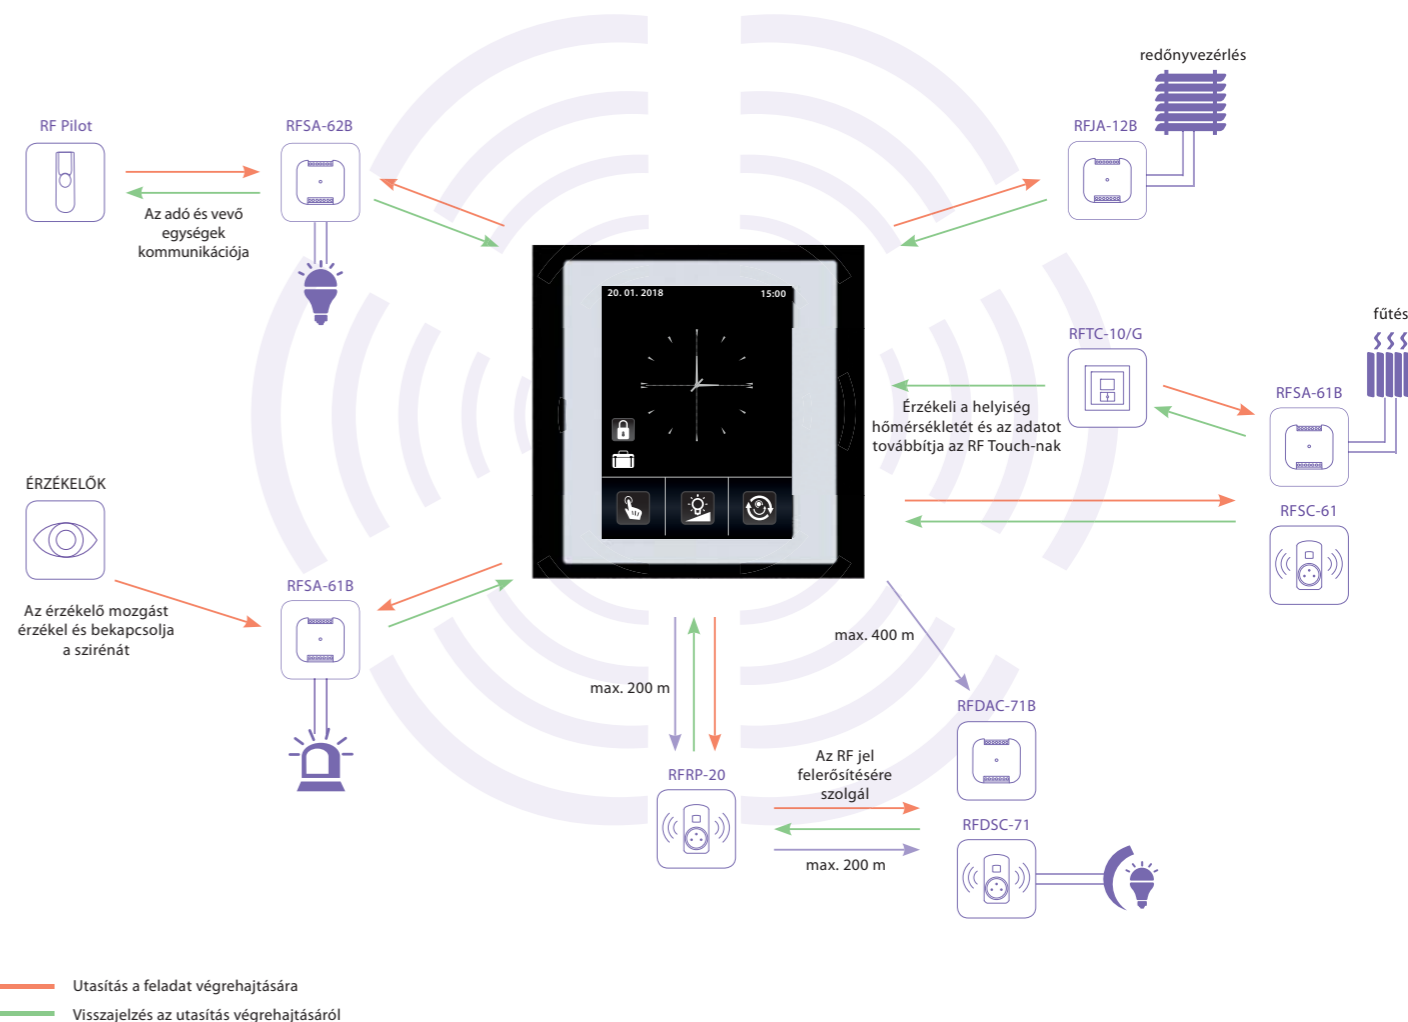 redőnyvezérlés
RF Pilot
RFSA-62B
RFJA-12B
Az adó és vevő
egységek
kommunikációja
20. 01. 2018
15:00
fűtés
RFTC-10/G
RFSA-61B
Érzékeli a helyiség
hőmérsékletét és az adatot
továbbítja az RF Touch-nak
ÉRZÉKELŐK
RFSC-61
RFSA-61B
Az érzékelő mozgást
érzékel és bekapcsolja
a szirénát
max. 400 m
max. 200 m
RFDAC-71B
Az RF jel
felerősítésére
szolgál
RFRP-20
RFDSC-71
max. 200 m
Utasítás a feladat végrehajtására
Visszajelzés az utasítás végrehajtásáról